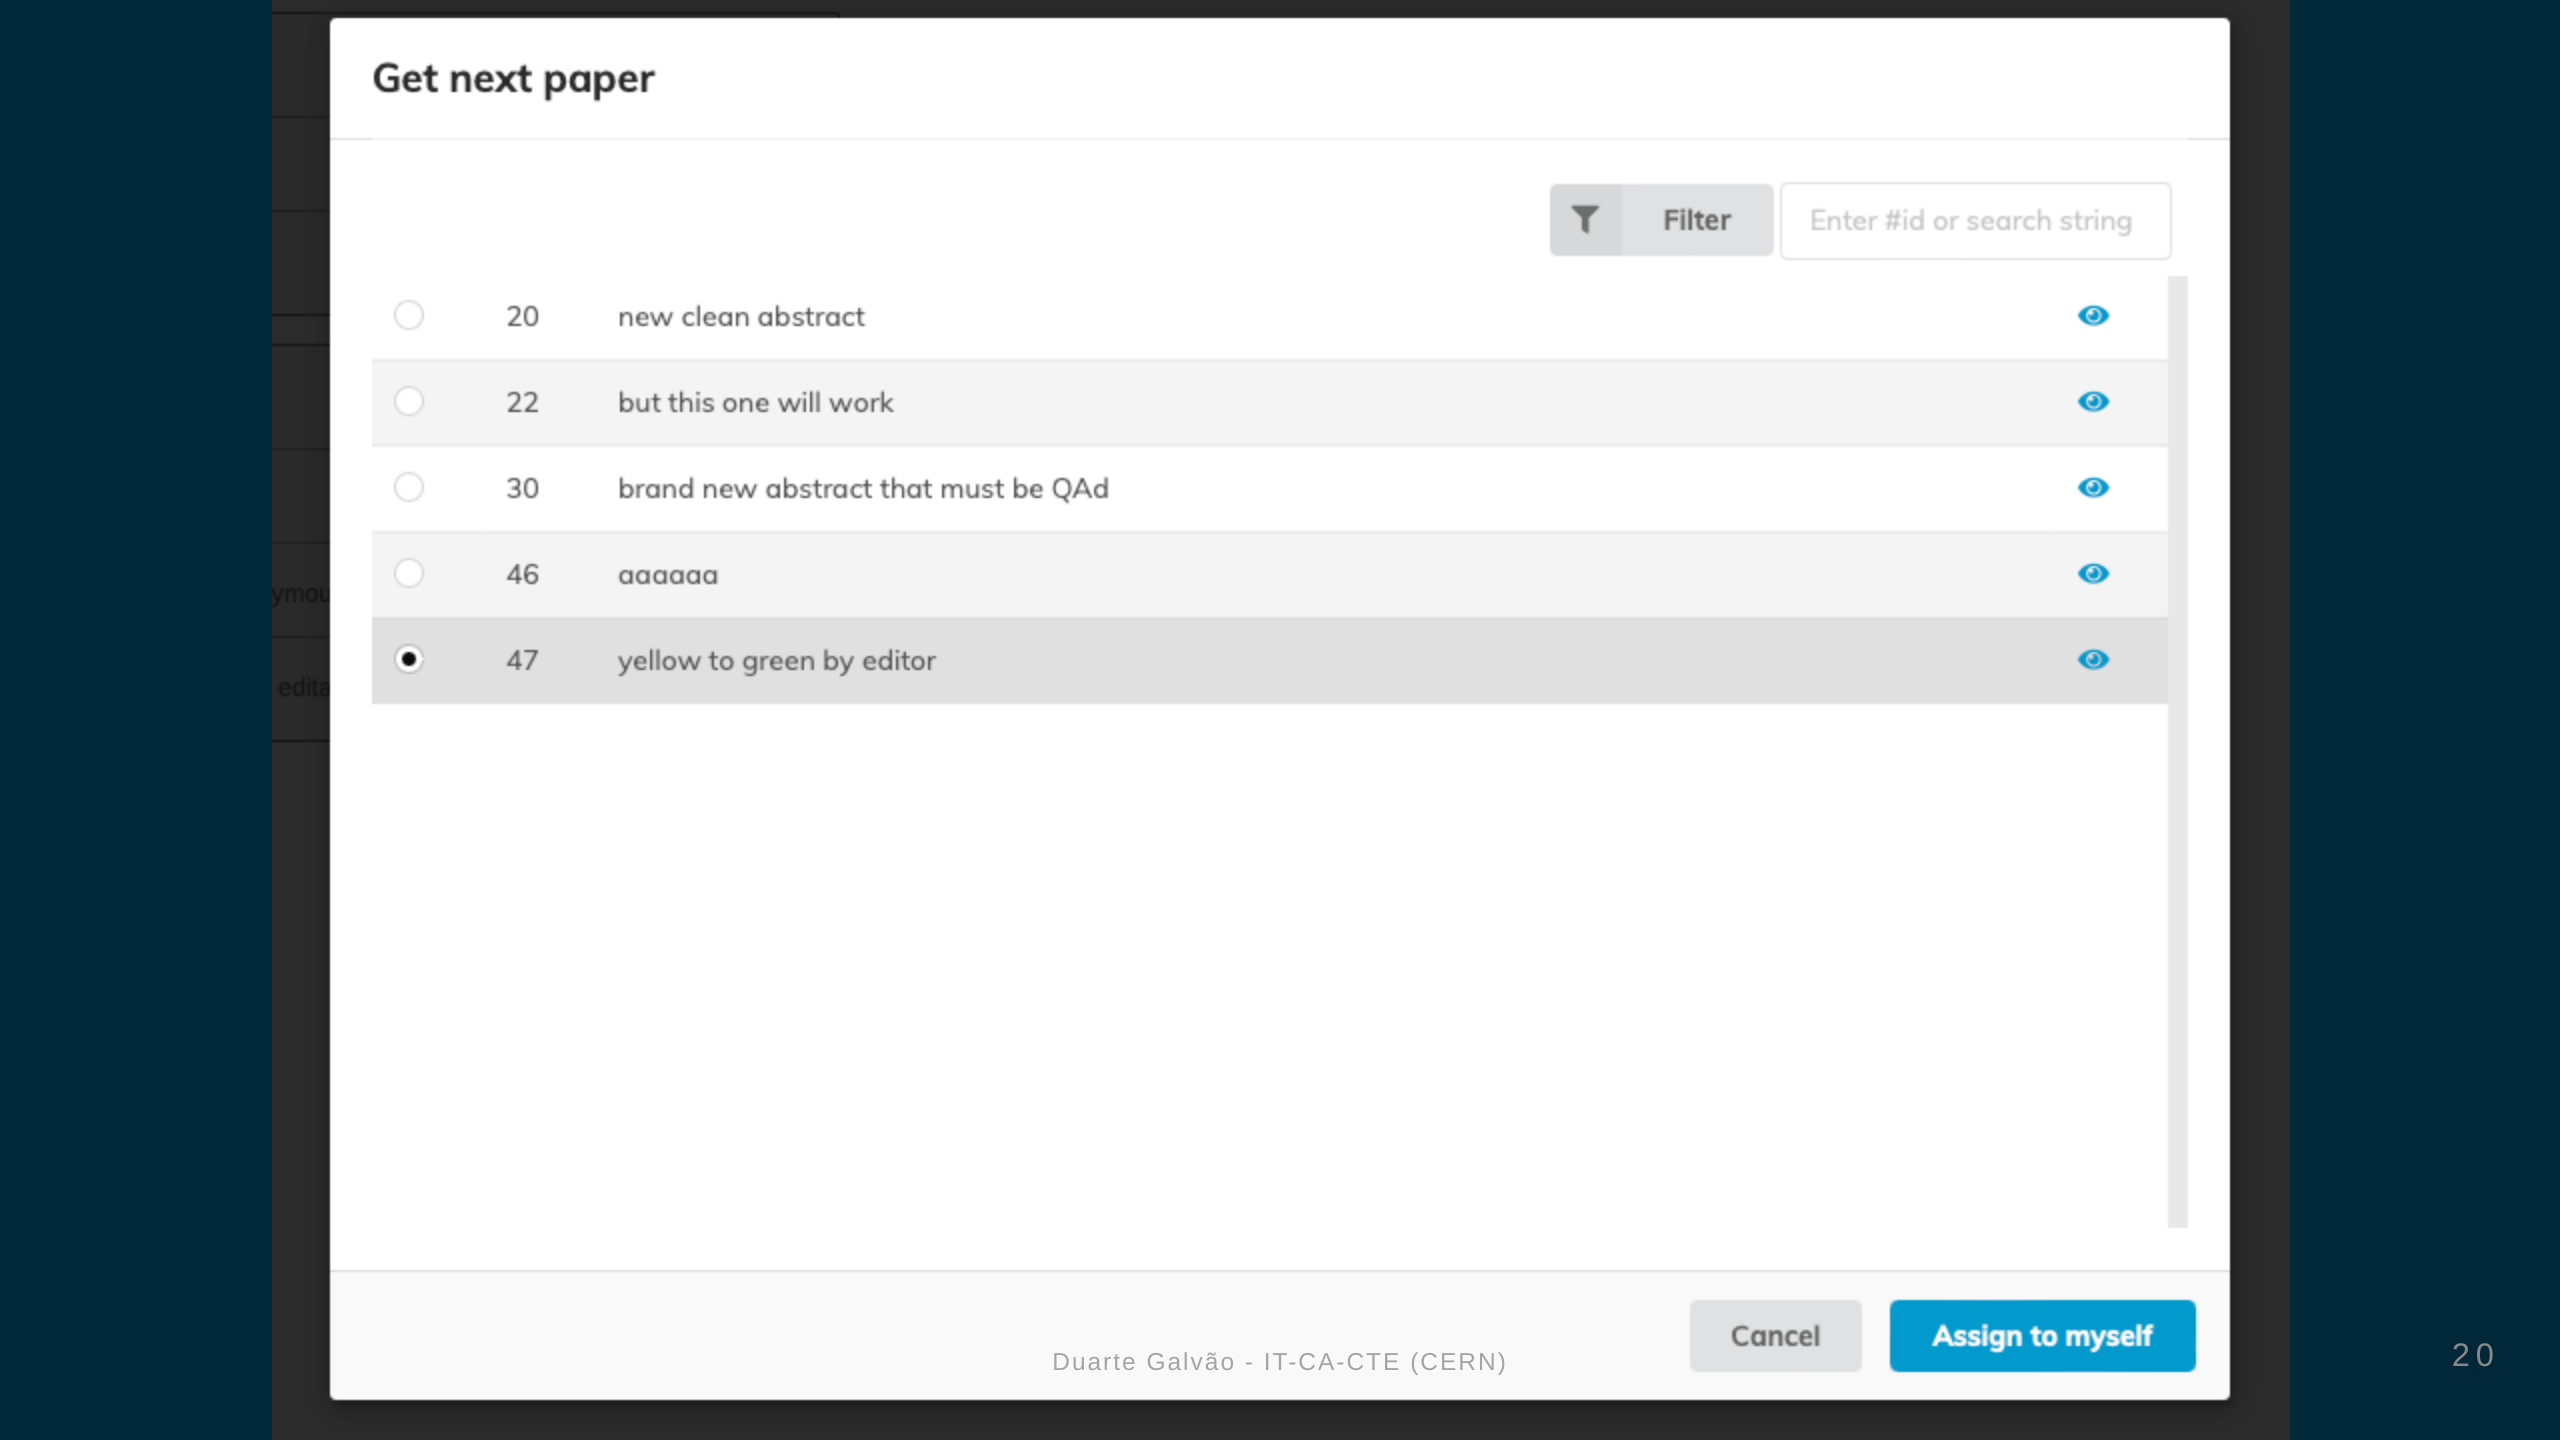 Get next paper
Filter
Enter #id or search string
20 new clean abstract
22 but this one will work
30 brand new abstract that must be QAd
46 aaaaaa
ymou
47 yellow to green by editor
edita
Cancel
Assign to myself
Duarte Galvão - IT-CA-CTE (CERN)
20